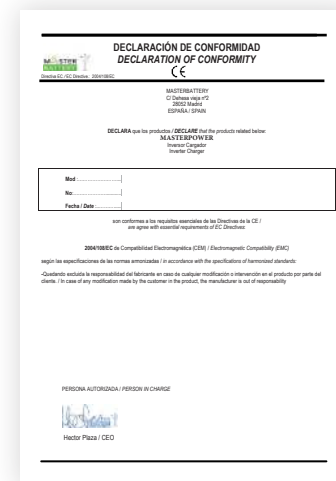 DECLARACIÓN DE CONFORMIDAD
DECLARATION OF CONFORMITY
MASTER
BATTERY
CE
Directiva EC / EC Directive : 2004/108/EC
MASTERBATTERY
C/ Dehesa vieja nº2
28052 Madrid
ESPAÑA / SPAIN
DECLARA que los productos / DECLARE that the products related below:
MASTERPOWER
Inversor Cargador
Inverter Charger
Mod :........................
No:........................
Fecha / Date :.............
son conformes a los requisitos esenciales de las Directivas de la CE /
are agree with essential requirements of EC Directives
2004/108/EC de Compatibilidad Electromagnética (CEM) / Electromagnetic Compatibility (EMC)
según las especificaciones de las normas armonizadas / in accordance with the specifications of harmonized standards:
-Quedando excluida la responsabilidad del fabricante en caso de cualquier modificación o intervención en el producto por parte del
cliente. / In case of any modification made by the customer in the product, the manufacturer is out of responsability
PERSONA AUTORIZADA / PERSON IN CHARGE
Hector Plaza / CEO